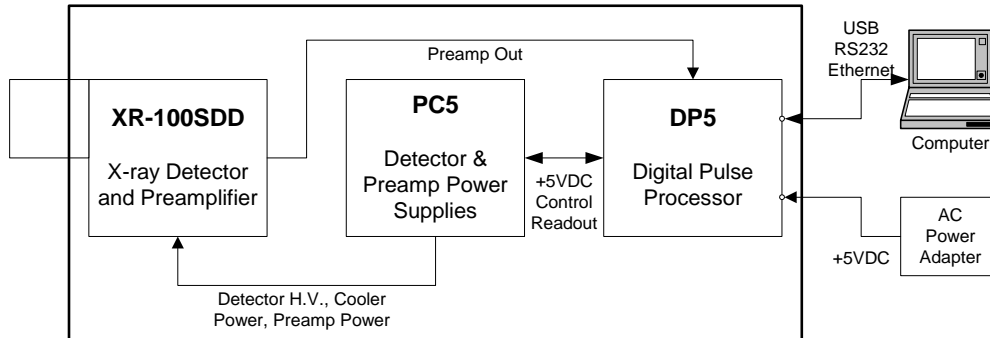 Preamp Out
XR-100SDD
X-ray Detector
and Preamplifier
PC5
Detector &
Preamp Power
Supplies
+5VDC
Control
Readout
DP5
Digital Pulse
Processor
USB
RS232
Ethernet
Computer
AC
Power
Adapter
+5VDC
Detector H.V., Cooler
Power, Preamp Power